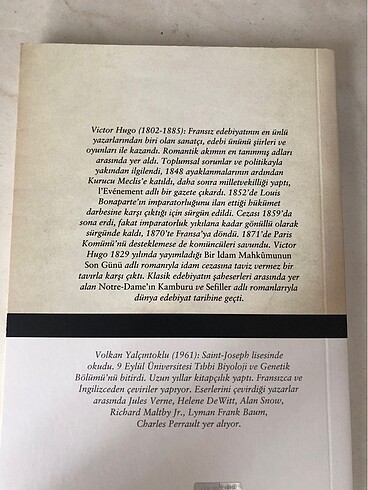 Victor Hugo (1802-1885): Fransız edebiyatının en ünlü
yazarlarından biri olan sanatçı, edebi ününü şiirleri ve
oyunları ile kazandı. Romantik akımın en tanınmış adları
arasında yer aldı. Toplumsal sorunlar ve politikayla
yakından ilgilendi, 1848 ayaklanmalarının ardından
Kurucu Meclis'e katıldı, daha sonra milletvekilliği yaptı,
l'Evénement adlı bir gazete çıkardı. 1852'de Louis
Bonaparte'ın imparatorluğunu ilan ettiği hükümet
darbesine karşı çıktığı için sürgün edildi. Cezası 1859'da
sona erdi, fakat imparatorluk yıkılana kadar gönüllü olarak
sürgünde kaldı, 1870'te Fransa'ya döndü. 1871'de Paris
Komünü'nü desteklemese de komüncüleri savundu. Victor
Hugo 1829 yılında yayımladığı Bir İdam Mahkûmunun
Son Günü adlı romanıyla idam cezasına taviz vermez bir
tavırla karşı çıktı. Klasik edebiyatın şaheserleri arasında yer
alan Notre-Dame'ın Kamburu ve Sefiller adlı romanlarıyla
dünya edebiyat tarihine geçti.
Volkan Yalçıntoklu (1961): Saint-Joseph lisesinde
okudu. 9 Eylül Üniversitesi Tıbbi Biyoloji ve Genetik
Bölümü'nü bitirdi. Uzun yıllar kitapçılık yaptı. Fransızca ve
İngilizceden çeviriler yapıyor. Eserlerini çevirdiği yazarlar
arasında Jules Verne, Helene DeWitt, Alan Snow,
Richard Maltby Jr., Lyman Frank Baum,
Charles Perrault yer alıyor.